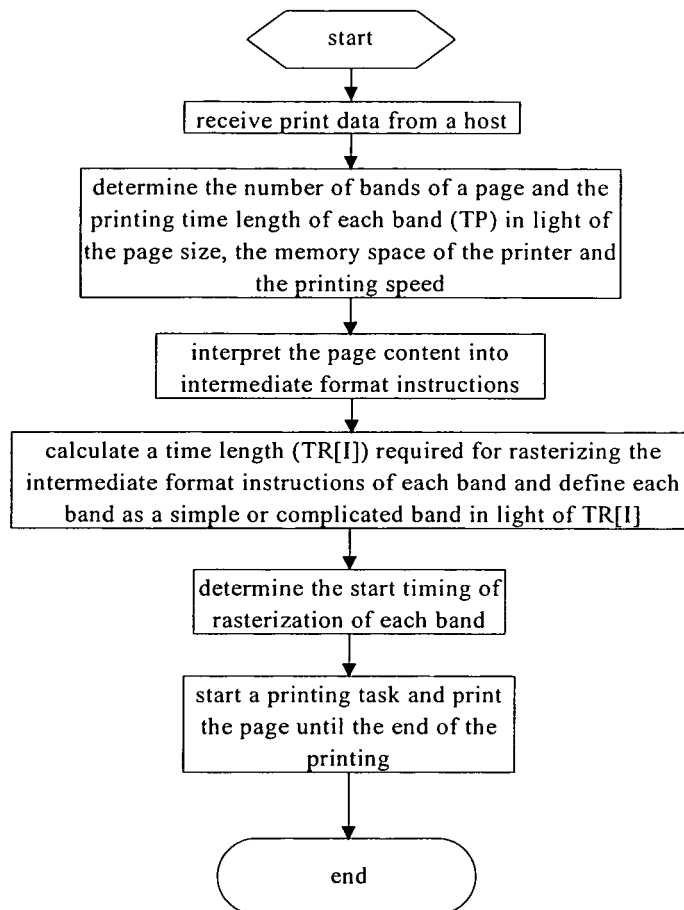 start
receive print data from a host
determine the number of bands of a page and the
printing time length of each band (TP) in light of
the page size, the memory space of the printer and
the printing speed
interpret the page content into
intermediate format instructions
calculate a time length (TR[I]) required for rasterizing the
intermediate format instructions of each band and define each
band as a simple or complicated band in light of TR[I]
determine the start timing of
rasterization of each band
start a printing task and print
the page until the end of the
printing
end